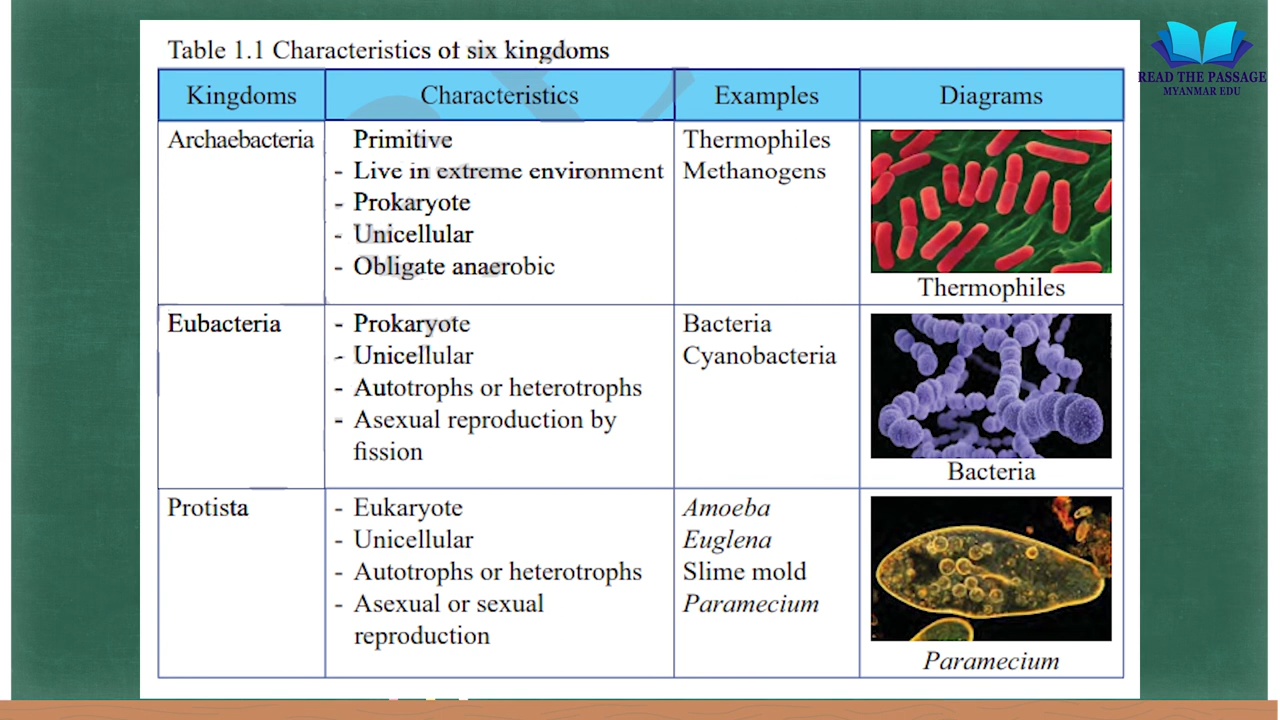 Table 1.1 Characteristics of six kingdoms
Kingdoms Characteristics Examples Diagrams
Archaebacteria
Primitive
- Live in extreme environment
- Prokaryote
- Unicellular
- Obligate anaerobic
Thermophiles
Methanogens
Thermophiles
Eubacteria
- Prokaryote
- Unicellular
- Autotrophs or heterotrophs
- Asexual reproduction by
fission
Bacteria
Cyanobacteria
Bacteria
Protista
- Eukaryote
- Unicellular
- Autotrophs or heterotrophs
- Asexual or sexual
reproduction
Amoeba
Euglena
Slime mold
Paramecium
Paramecium
READ THE PASSAGE
MYANMAR EDU